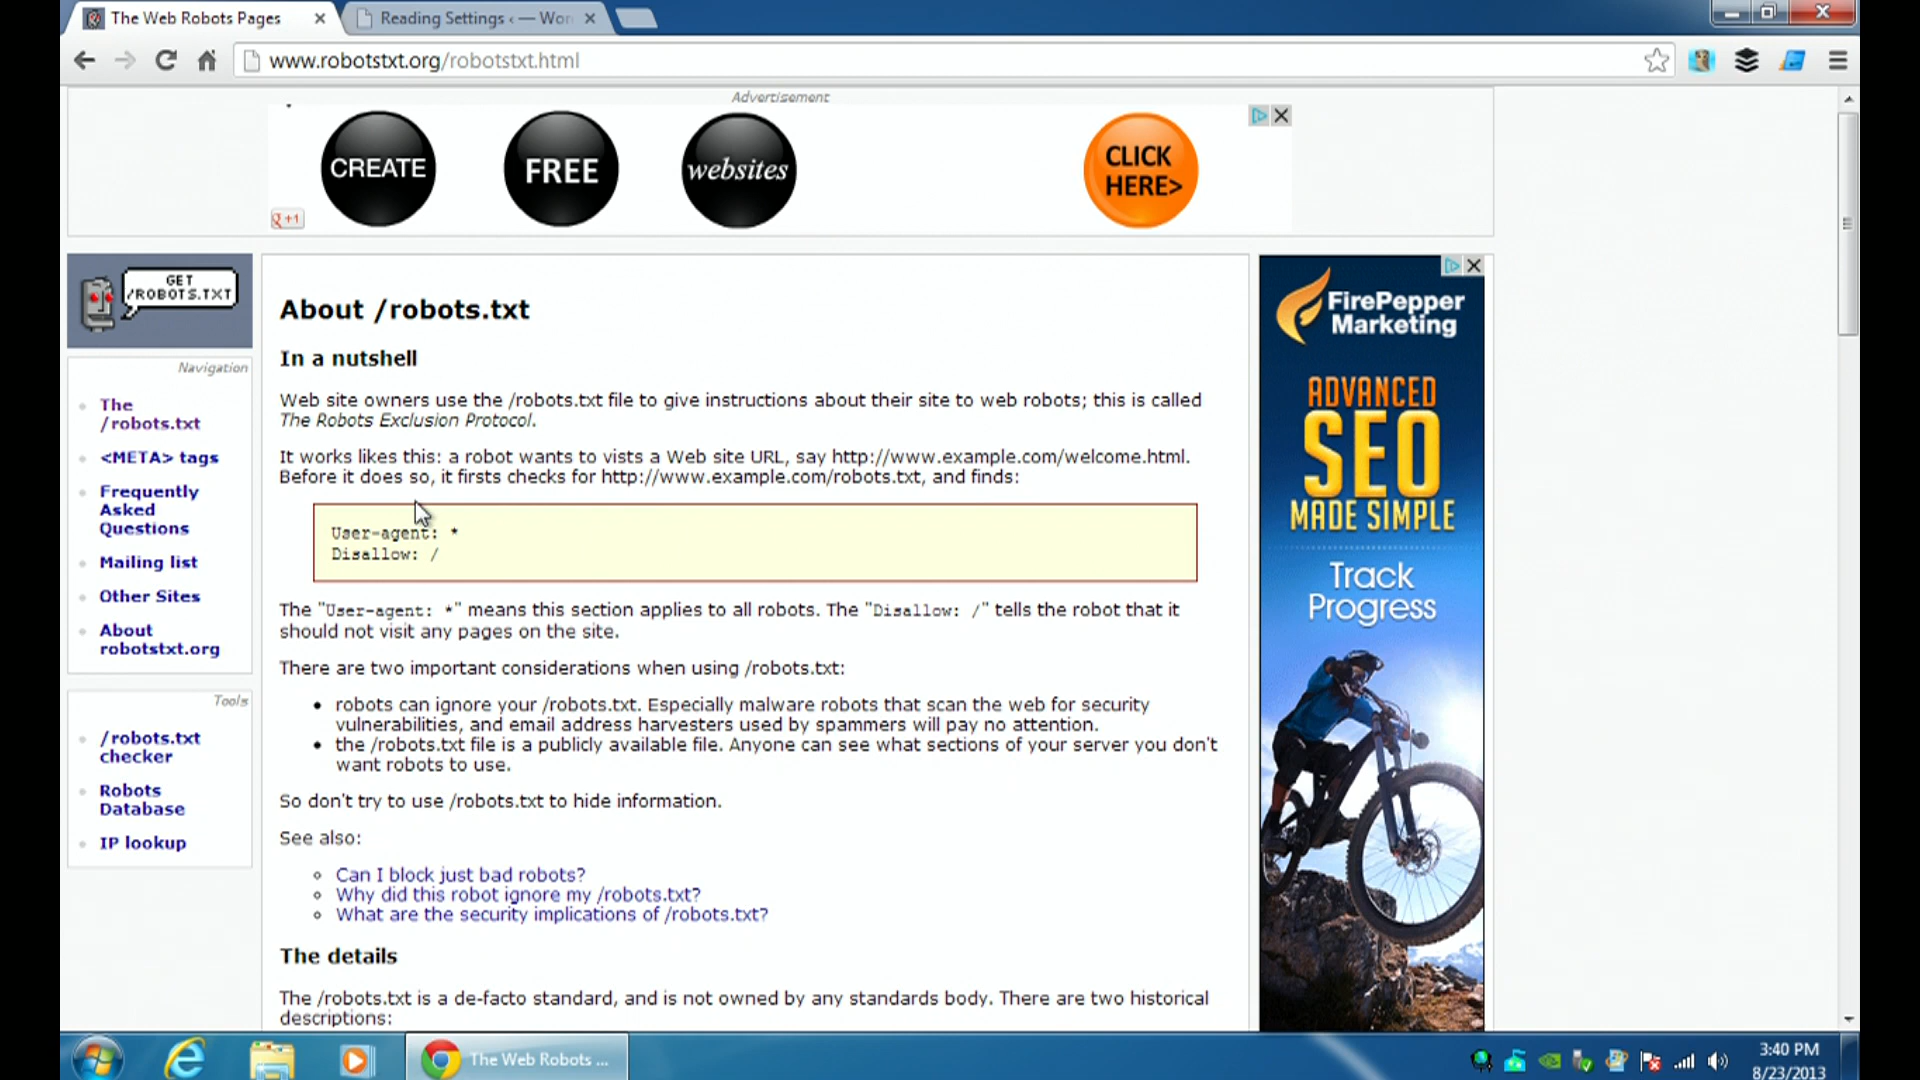 The Web Robots Pages
Reading Settings ‹ — Wor
www.robotstxt.org/robotstxt.html
Advertisement
CREATE
FREE
websites
CLICK
HERE>
g +1
GET
/ROBOTS.TXT
Navigation
The
/robots.txt
<META> tags
Frequently
Asked
Questions
Mailing list
Other Sites
About
robotstxt.org
Tools
/robots.txt
checker
Robots
Database
IP lookup
About /robots.txt
In a nutshell
Web site owners use the /robots.txt file to give instructions about their site to web robots; this is called
The Robots Exclusion Protocol.
It works like this: a robot wants to vists a Web site URL, say http://www.example.com/welcome.html.
Before it does so, it firsts checks for http://www.example.com/robots.txt, and finds:
User-agent: *
Disallow: /
The "User-agent: *" means this section applies to all robots. The "Disallow: /" tells the robot that it
should not visit any pages on the site.
There are two important considerations when using /robots.txt:
robots can ignore your /robots.txt. Especially malware robots that scan the web for security
vulnerabilities, and email address harvesters used by spammers will pay no attention.
the /robots.txt file is a publicly available file. Anyone can see what sections of your server you don't
want robots to use.
So don't try to use /robots.txt to hide information.
See also:
Can I block just bad robots?
Why did this robot ignore my /robots.txt?
What are the security implications of /robots.txt?
The details
The /robots.txt is a de-facto standard, and is not owned by any standards body. There are two historical
descriptions:
FirePepper
Marketing
ADVANCED
SEO
MADE SIMPLE
Track
Progress
The Web Robots ...
3:40 PM
8/23/2013